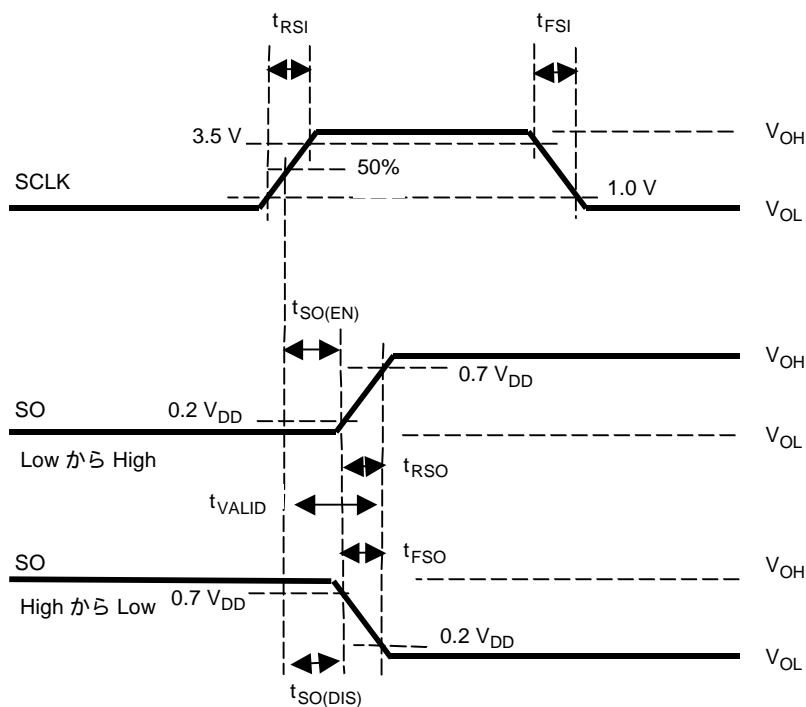 tRSI
tFSI
3.5 V
VOH
50%
SCLK
1.0 V
VOL
tSO(EN)
VOH
0.7 VDD
SO
0.2 VDD
VOL
Low から High
tRSO
tVALID
tFSO
SO
VOH
0.7 VDD
High から Low
0.2 VDD
VOL
tSO(DIS)